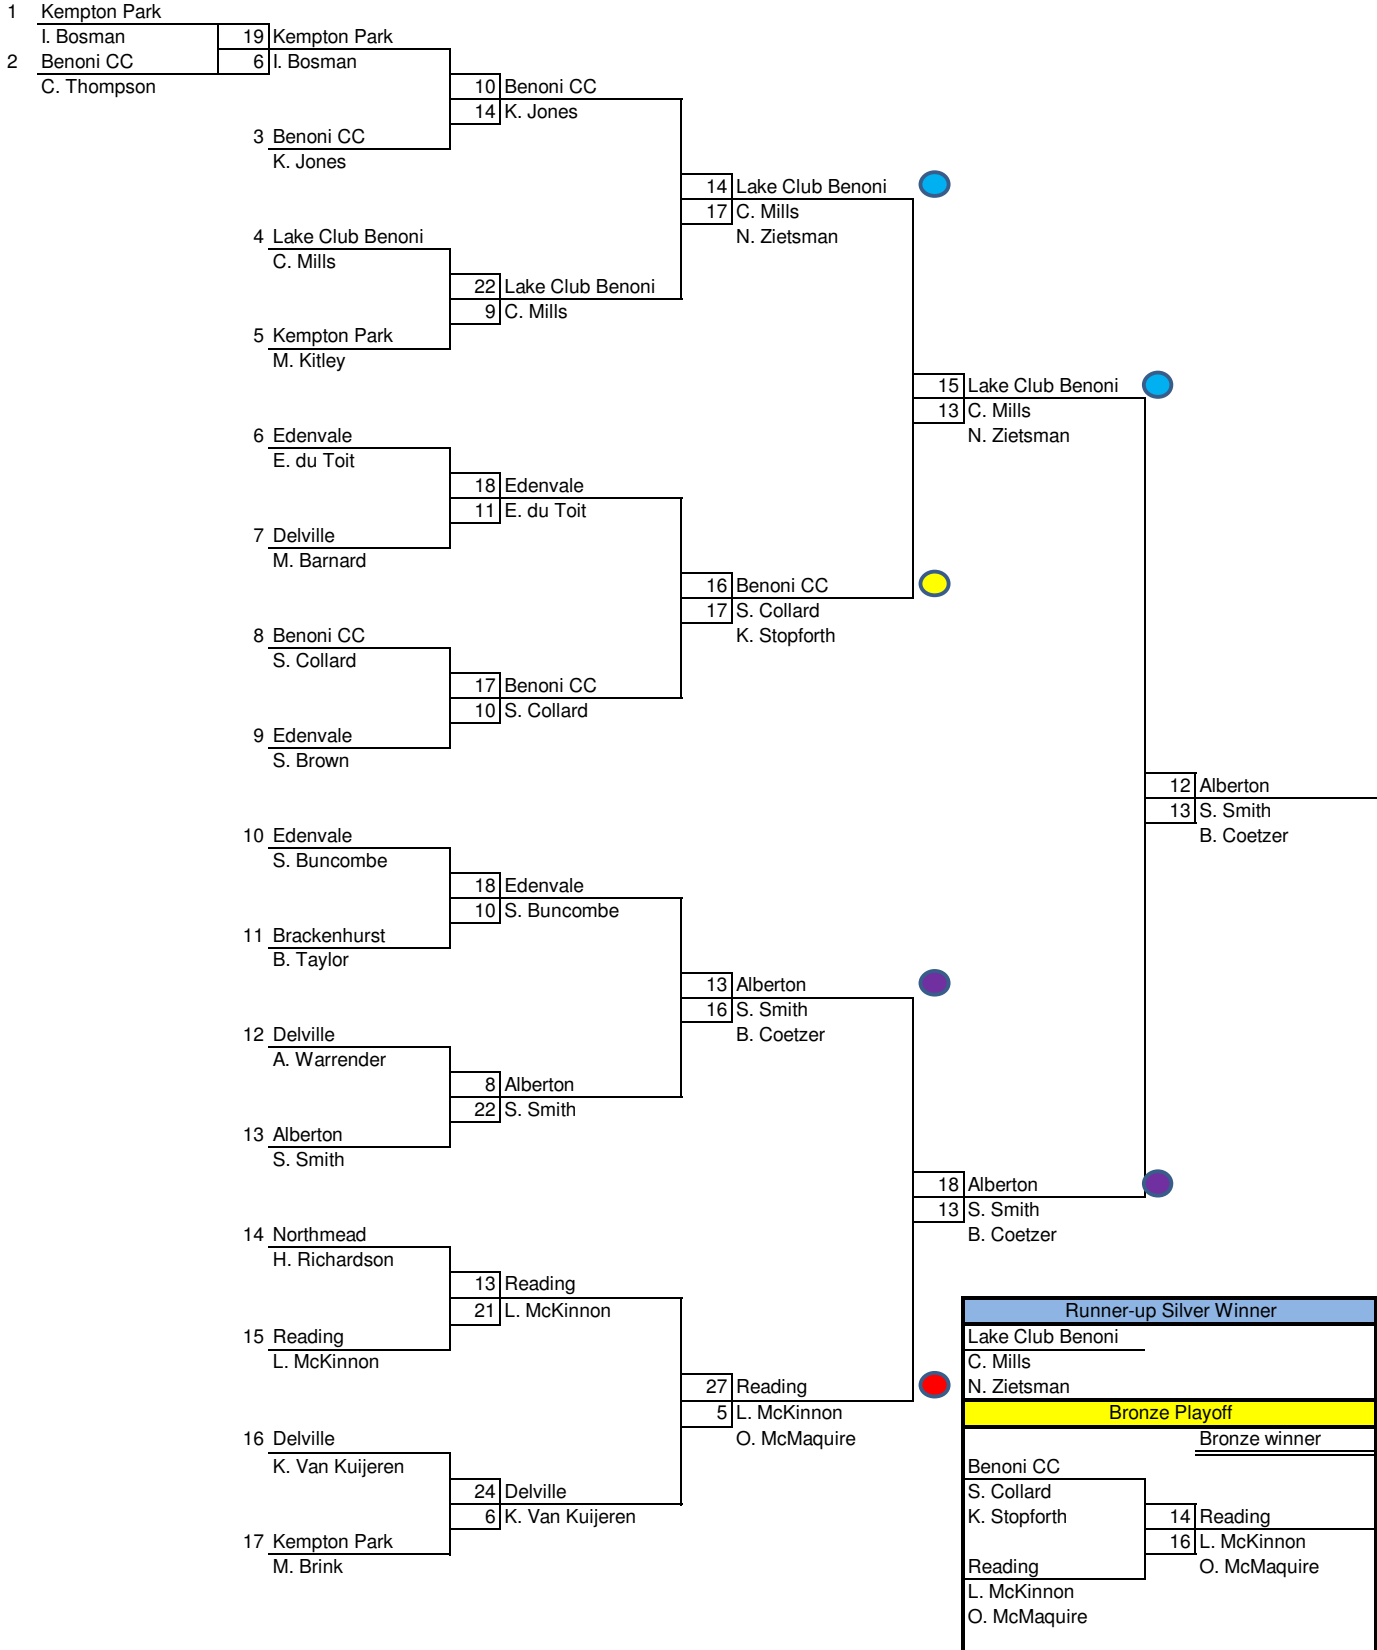 1 Kempton Park
I. Bosman 19 Kempton Park
2 Benoni CC 6 I. Bosman
C. Thompson 10 Benoni CC
14 K. Jones
3 Benoni CC
K. Jones
14 Lake Club Benoni
17 C. Mills
4 Lake Club Benoni N. Zietsman
C. Mills
22 Lake Club Benoni
9 C. Mills
5 Kempton Park
M. Kitley
15 Lake Club Benoni
13 C. Mills
6 Edenvale N. Zietsman
E. du Toit
18 Edenvale
11 E. du Toit
7 Delville
M. Barnard
16 Benoni CC
17 S. Collard
8 Benoni CC K. Stopforth
S. Collard
17 Benoni CC
10 S. Collard
9 Edenvale
S. Brown
12 Alberton
13 S. Smith
10 Edenvale B. Coetzer
S. Buncombe
18 Edenvale
10 S. Buncombe
11 Brackenhurst
B. Taylor
13 Alberton
16 S. Smith
12 Delville B. Coetzer
A. Warrender
8 Alberton
22 S. Smith
13 Alberton
S. Smith
18 Alberton
13 S. Smith
14 Northmead B. Coetzer
H. Richardson
13 Reading
21 L. McKinnon Runner-up Silver Winner
15 Reading Lake Club Benoni
L. McKinnon C. Mills
27 Reading N. Zietsman
5 L. McKinnon Bronze Playoff
16 Delville O. McMaquire Bronze winner
K. Van Kuijeren Benoni CC
24 Delville S. Collard
6 K. Van Kuijeren K. Stopforth 14 Reading
17 Kempton Park 16 L. McKinnon
M. Brink Reading O. McMaquire
L. McKinnon
O. McMaquire